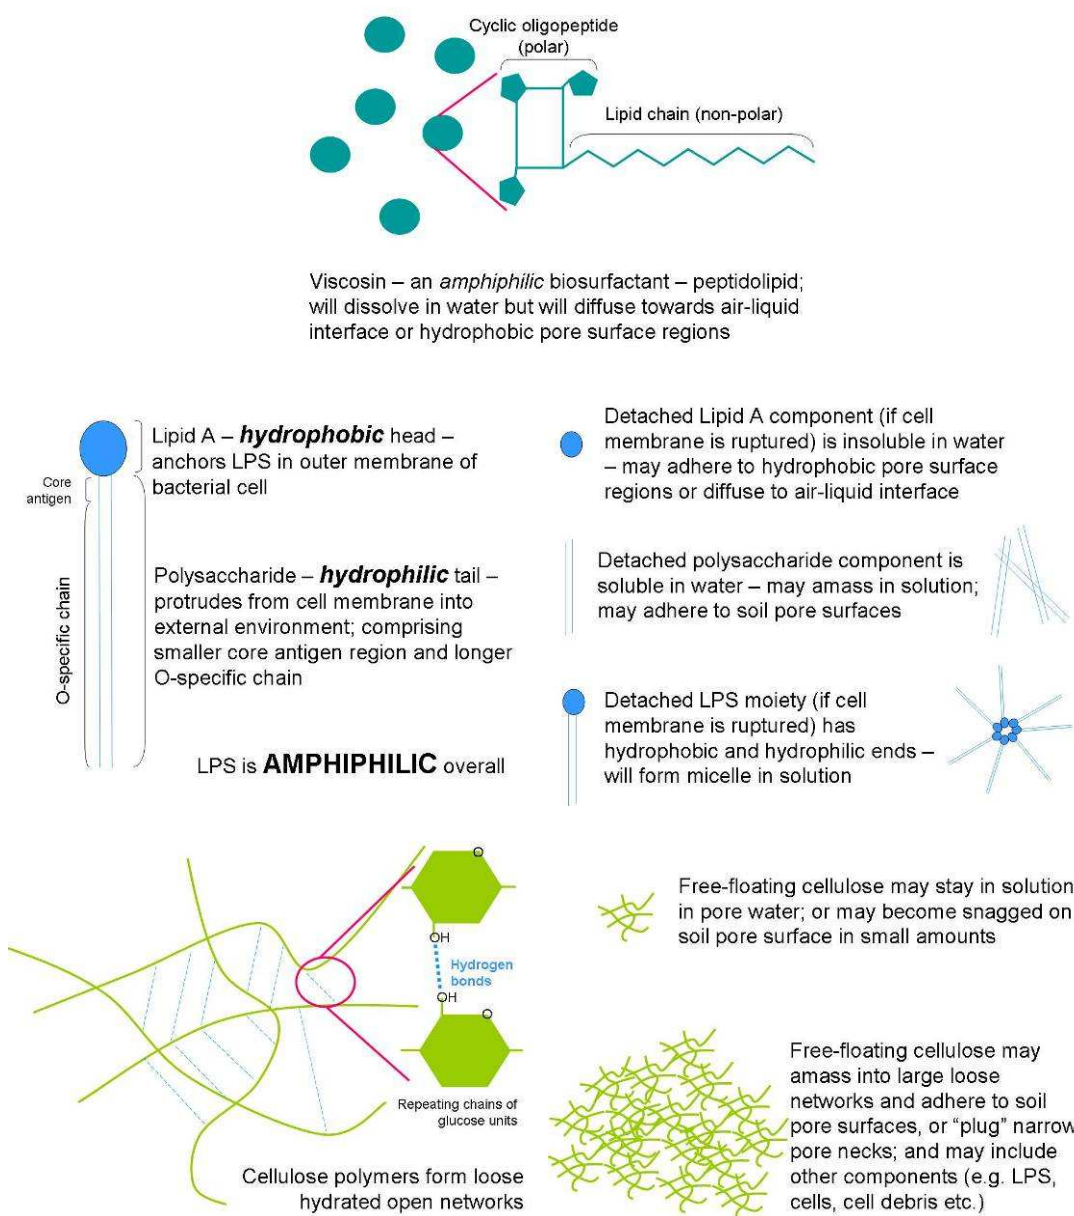 Cyclic oligopeptide
(polar)
Lipid chain (non-polar)
Viscosin – an amphiphilic biosurfactant – peptidolipid;
will dissolve in water but will diffuse towards air-liquid
interface or hydrophobic pore surface regions
Lipid A – hydrophobic head –
anchors LPS in outer membrane of
bacterial cell
Core
antigen
O-specific chain
Polysaccharide – hydrophilic tail –
protrudes from cell membrane into
external environment; comprising
smaller core antigen region and longer
O-specific chain
LPS is AMPHIPHILIC overall
Detached Lipid A component (if cell
membrane is ruptured) is insoluble in water
– may adhere to hydrophobic pore surface
regions or diffuse to air-liquid interface
Detached polysaccharide component is
soluble in water – may amass in solution;
may adhere to soil pore surfaces
Detached LPS moiety (if cell
membrane is ruptured) has
hydrophobic and hydrophilic ends –
will form micelle in solution
O
OH
Hydrogen
bonds
OH
O
Repeating chains of
glucose units
Cellulose polymers form loose
hydrated open networks
Free-floating cellulose may stay in solution
in pore water; or may become snagged on
soil pore surface in small amounts
Free-floating cellulose may
amass into large loose
networks and adhere to soil
pore surfaces, or “plug” narrow
pore necks; and may include
other components (e.g. LPS,
cells, cell debris etc.)